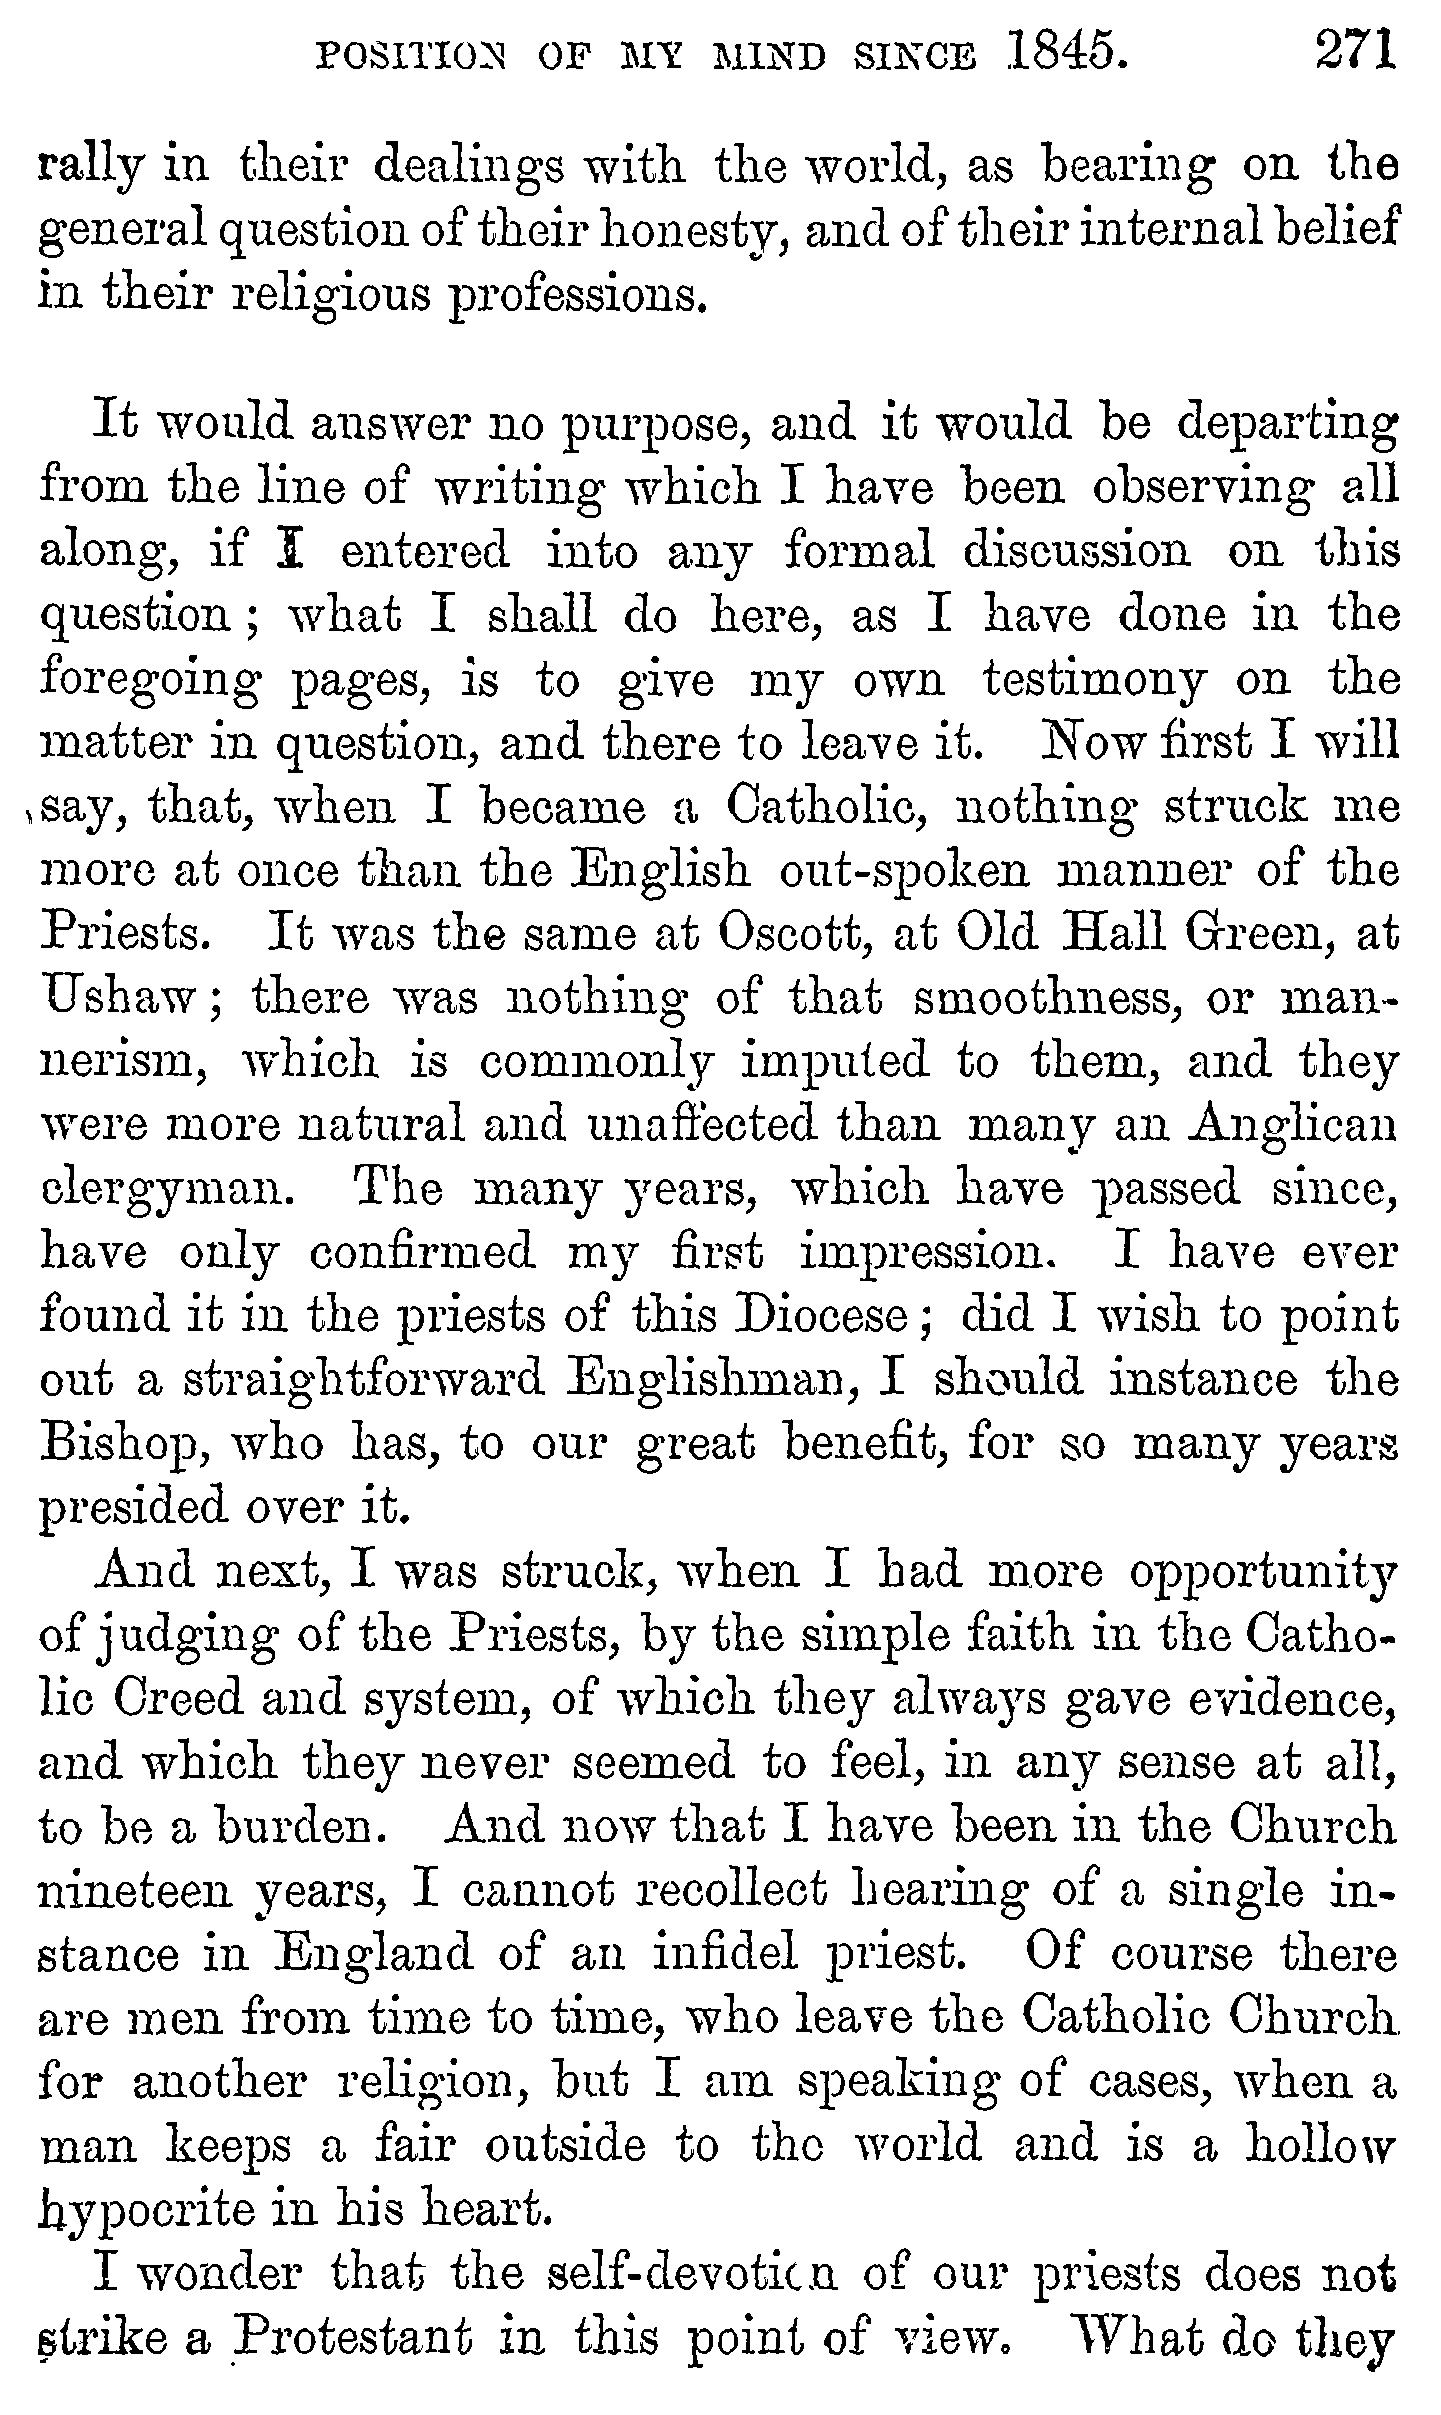 POSITION OF MY MIND SINCE 1845. 271
rally in their dealings with the world, as bearing on the
general question of their honesty, and of their internal belief
in their religious professions.
It would answer no purpose, and it would be departing
from the line of writing which I have been observing all
along, if I entered into any formal discussion on this
question ; what I shall do here, as I have done in the
foregoing pages, is to give my own testimony on the
matter in question, and there to leave it. Now first I will
say, that, when I became a Catholic, nothing struck me
more at once than the English out-spoken manner of the
Priests. It was the same at Oscott, at Old Hall Green, at
Ushaw ; there was nothing of that smoothness, or man-
nerism, which is commonly imputed to them, and they
were more natural and unaffected than many an Anglican
clergyman. The many years, which have passed since,
have only confirmed my first impression. I have ever
found it in the priests of this Diocese ; did I wish to point
out a straightforward Englishman, I should instance the
Bishop, who has, to our great benefit, for so many years
presided over it.
And next, I was struck, when I had more opportunity
of judging of the Priests, by the simple faith in the Catho-
lic Creed and system, of which they always gave evidence,
and which they never seemed to feel, in any sense at all,
to be a burden. And now that I have been in the Church
nineteen years, I cannot recollect hearing of a single in-
stance in England of an infidel priest. Of course there
are men from time to time, who leave the Catholic Church
for another religion, but I am speaking of cases, when a
man keeps a fair outside to the world and is a hollow
hypocrite in his heart.
I wonder that the self-devotion of our priests does not
strike a Protestant in this point of view. What do they